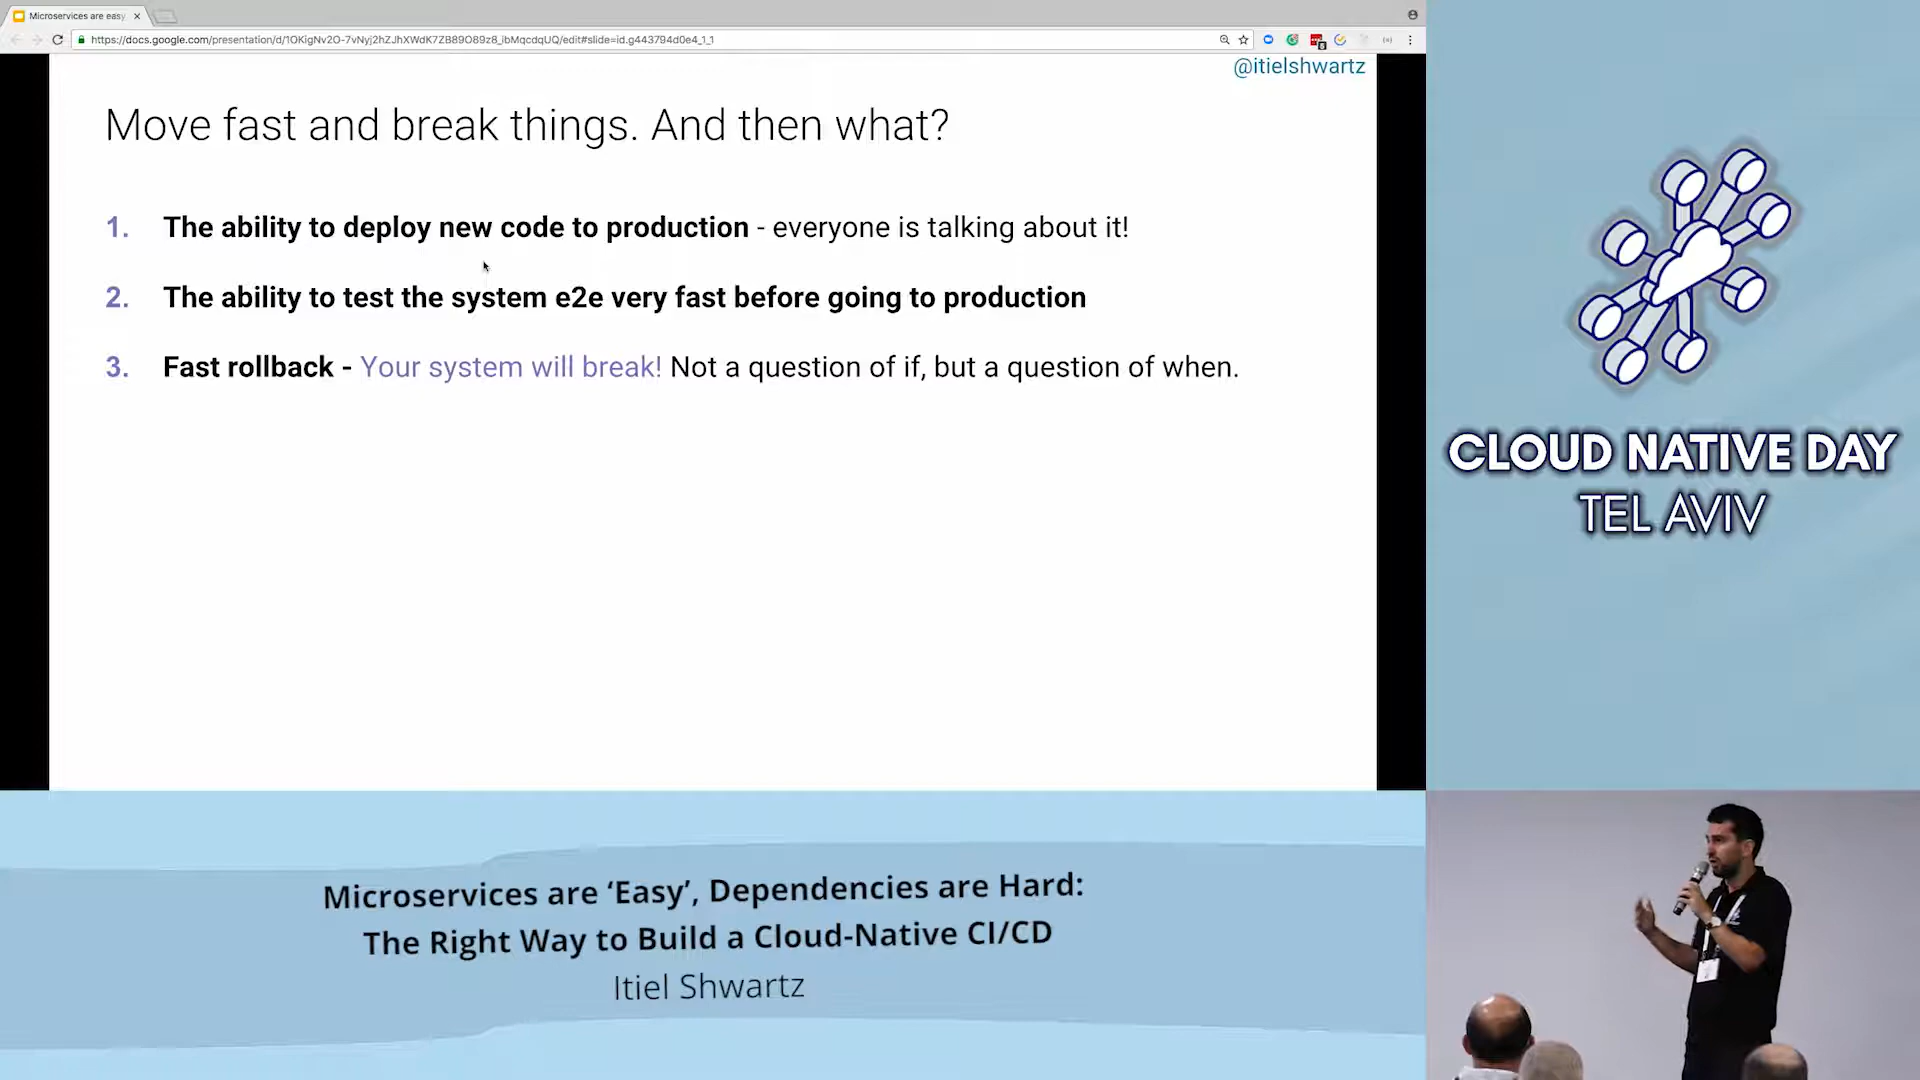 Microservices are easy
https://docs.google.com/presentation/d/1OKigNv2O-7vNyj2hZJhXWdK7ZB89O89z8_ibMqcdqUQ/edit#slide=id.g443794d0e4_1_1
@itielshwartz
Move fast and break things. And then what?
1. The ability to deploy new code to production - everyone is talking about it!
2. The ability to test the system e2e very fast before going to production
3. Fast rollback - Your system will break! Not a question of if, but a question of when.
CLOUD NATIVE DAY
TEL AVIV
Microservices are ‘Easy’, Dependencies are Hard:
The Right Way to Build a Cloud-Native CI/CD
Itiel Shwartz